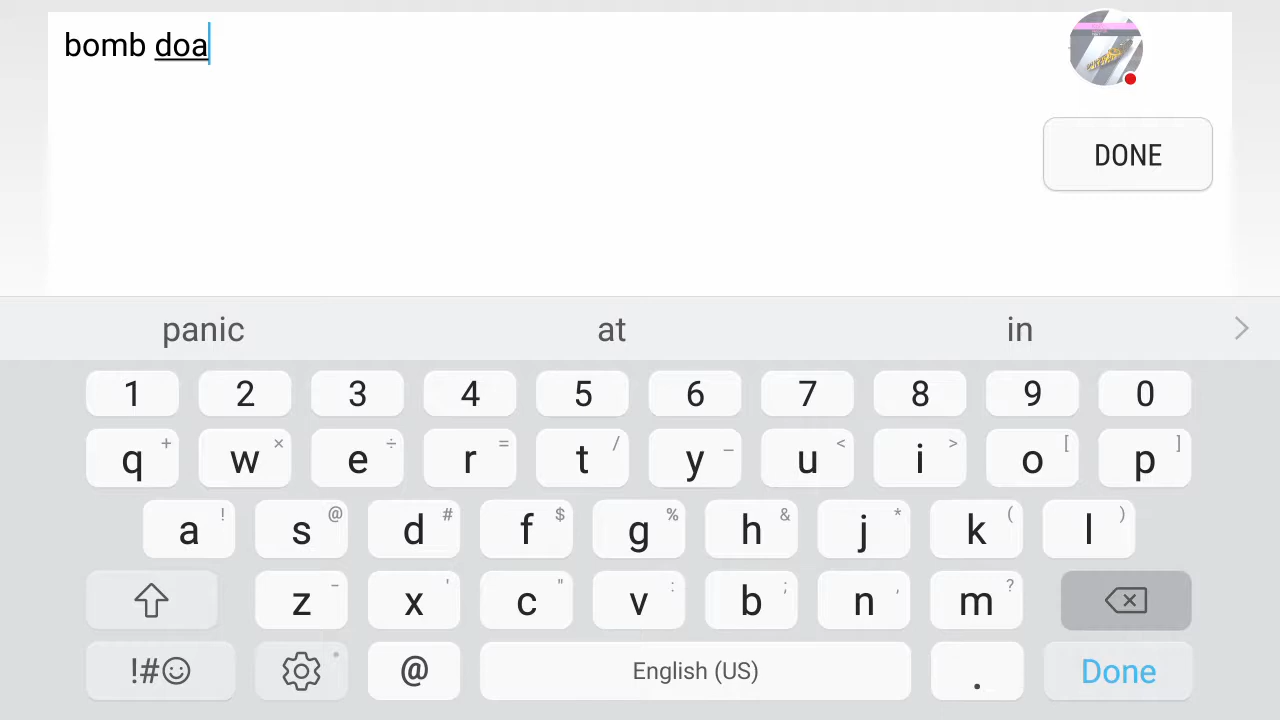 bomb doa
DONE
panic at in
1 2 3 4 5 6 7 8 9 0
q + w × e ÷ r = t / y _ u < i > o [ p ]
a ! s @ d # f $ g % h & j * k ( l )
z - x ' c " v : b ; n , m ?
!#☺ @ English (US) . Done